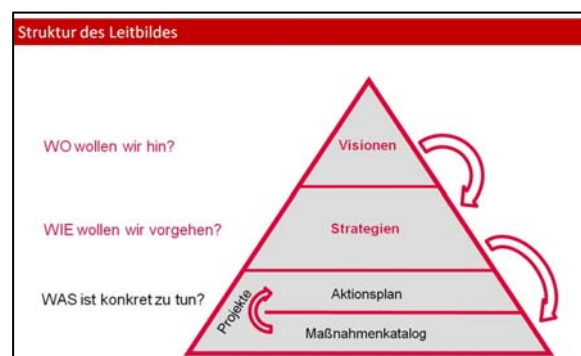 Struktur des Leitbildes
WO wollen wir hin?
Visionen
WIE wollen wir vorgehen?
Strategien
WAS ist konkret zu tun?
Projekte
Aktionsplan
Maßnahmenkatalog